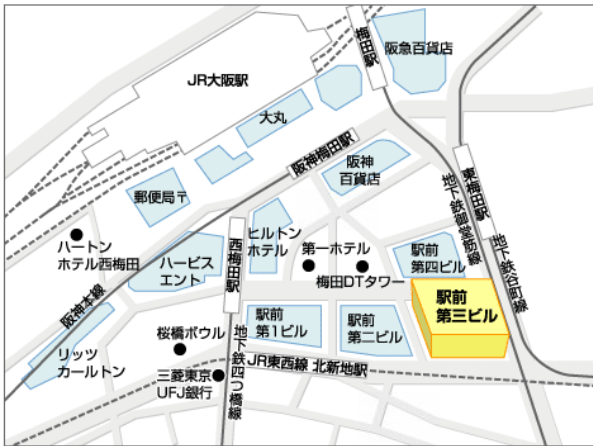 梅田駅
阪急百貨店
JR大阪駅
大丸
阪神梅田駅
阪神
百貨店
郵便局〒
東梅田駅
地下鉄御堂筋線
地下鉄谷町線
ハートン
ホテル西梅田
ハービス
エント
西梅田駅
ヒルトン
ホテル
第一ホテル
梅田DTタワー
駅前
第四ビル
駅前
第三ビル
阪神本線
リッツ
カールトン
桜橋ボウル
三菱東京
UFJ銀行
地下鉄四つ橋線
駅前
第1ビル
駅前
第二ビル
JR東西線 北新地駅